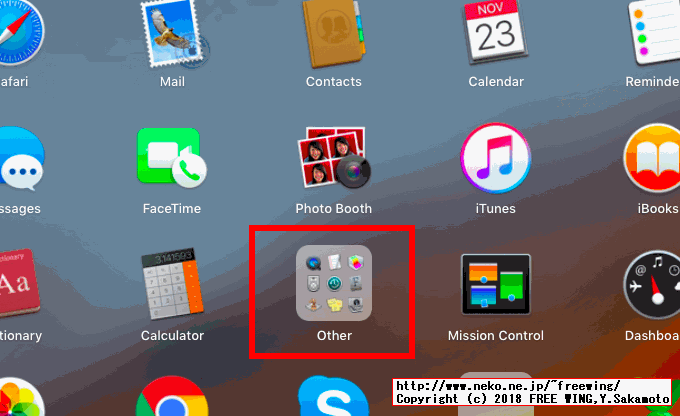 NOV
23
afari
Mail
Contacts
Calendar
Reminde
ssages
FaceTime
Photo Booth
iTunes
iBooks
3.141593
Aa
tionary
Calculator
Other
Mission Control
Dashboa
http://www.neko.ne.jp/~freewing/
Copyright (c) 2018 FREE WING,Y.Sakamoto